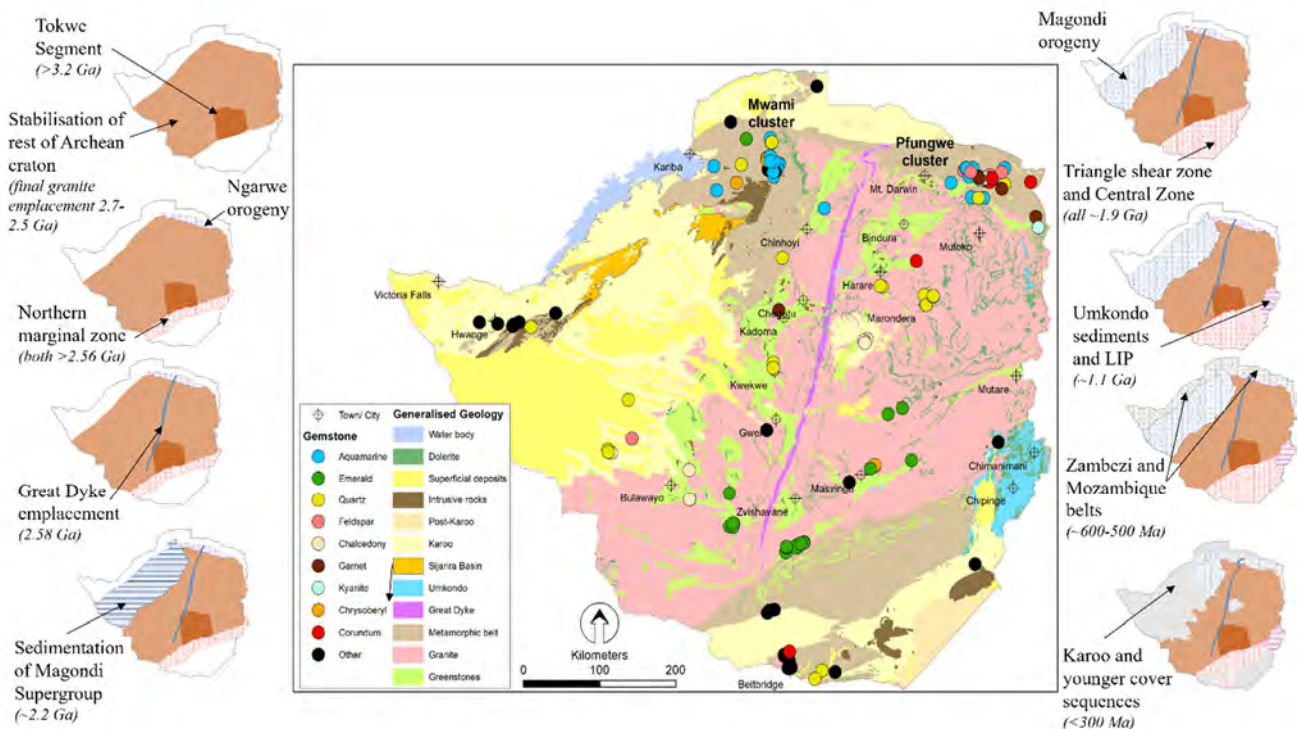 Tokwe
Segment
(>3.2 Ga)
Stabilisation of
rest of Archean
craton
(final granite
emplacement 2.7-
2.5 Ga)
Ngarwe
orogeny
Northern
marginal zone
(both >2.56 Ga)
Great Dyke
emplacement
(2.58 Ga)
Sedimentation
of Magondi
Supergroup
(~2.2 Ga)
Mwami
cluster
Pfungwe
cluster
Kariba
Mt. Darwin
Chinhoyi
Bindura
Mutoko
Victoria Falls
Harare
Hwange
Chegutu
Marondera
Kadoma
Kwekwe
Mutare
Gweru
Chimanimani
Bulawayo
Masvingo
Chipinge
Zvishavane
Beitbridge
Town/ City
Generalised Geology
Gemstone
Water body
Aquamarine
Dolerite
Emerald
Superficial deposits
Quartz
Intrusive rocks
Feldspar
Post-Karoo
Chalcedony
Karoo
Garnet
Sijarira Basin
Kyanite
Umkondo
Chrysoberyl
Great Dyke
Corundum
Metamorphic belt
Other
Granite
Greenstones
Kilometers
0 100 200
Magondi
orogeny
Triangle shear zone
and Central Zone
(all ~1.9 Ga)
Umkondo
sediments
and LIP
(~1.1 Ga)
Zambezi and
Mozambique
belts
(~600-500 Ma)
Karoo and
younger cover
sequences
(<300 Ma)